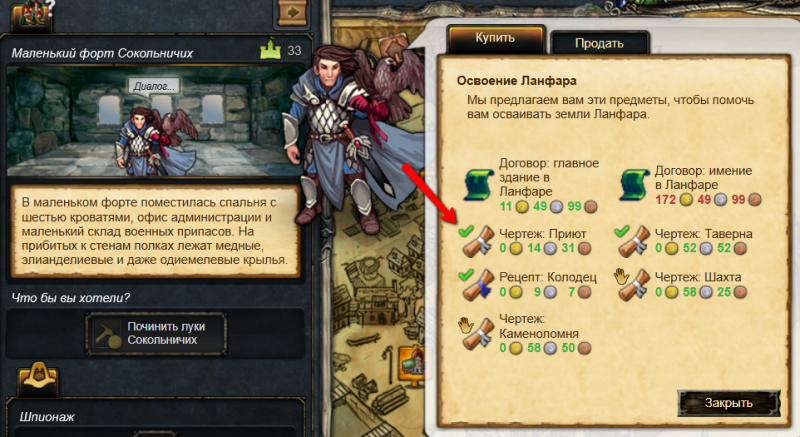 ?
Маленький форт Сокольничих
33
Диалог...
В маленьком форте поместилась спальня с
шестью кроватями, офис администрации и
маленький склад военных припасов. На
прибитых к стенам полках лежат медные,
элианделиевые и даже одиемелевые крылья.
Что бы вы хотели?
Починить луки
Сокольничих
Шпионаж
Купить
Продать
Освоение Ланфара
Мы предлагаем вам эти предметы, чтобы помочь
вам осваивать земли Ланфара.
Договор: главное
здание в
Ланфаре
11 49 99
Договор: имение
в Ланфаре
172 49 99
Чертеж: Приют
0 14 31
Чертеж: Таверна
0 52 52
Рецепт: Колодец
0 9 7
Чертеж: Шахта
0 58 25
Чертеж:
Каменоломня
0 58 50
Закрыть